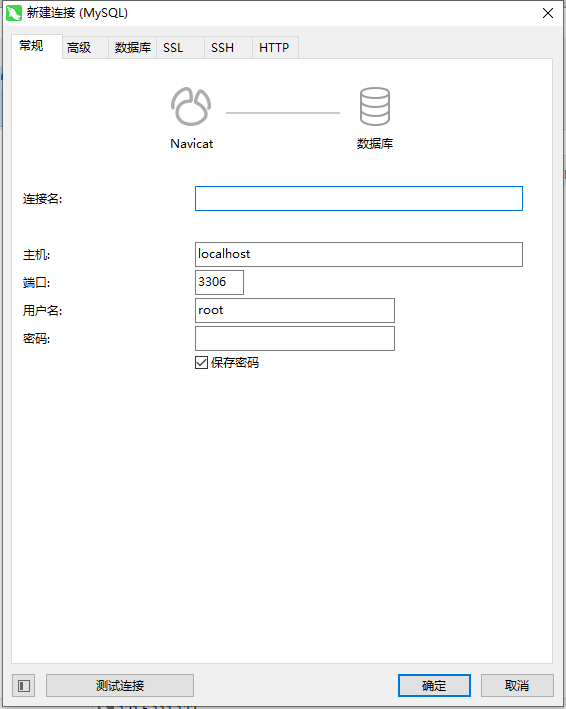 新建连接 (MySQL)
常规 高级 数据库 SSL SSH HTTP
Navicat 数据库
连接名:
主机: localhost
端口: 3306
用户名: root
密码:
保存密码
测试连接 确定 取消